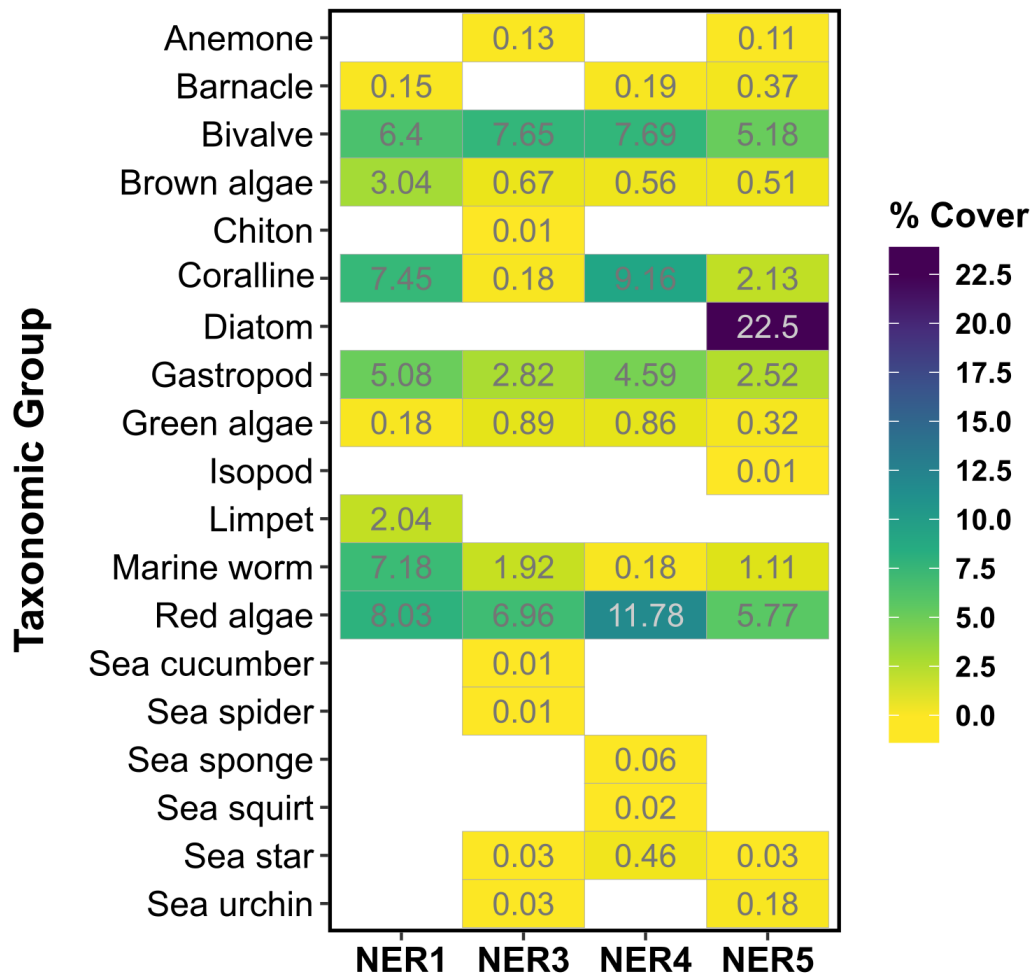 Taxonomic Group
Anemone 0.13 0.11
Barnacle 0.15 0.19 0.37
Bivalve 6.4 7.65 7.69 5.18
Brown algae 3.04 0.67 0.56 0.51
Chiton 0.01
Coralline 7.45 0.18 9.16 2.13
Diatom 22.5
Gastropod 5.08 2.82 4.59 2.52
Green algae 0.18 0.89 0.86 0.32
Isopod 0.01
Limpet 2.04
Marine worm 7.18 1.92 0.18 1.11
Red algae 8.03 6.96 11.78 5.77
Sea cucumber 0.01
Sea spider 0.01
Sea sponge 0.06
Sea squirt 0.02
Sea star 0.03 0.46 0.03
Sea urchin 0.03 0.18
NER1 NER3 NER4 NER5
% Cover
22.5
20.0
17.5
15.0
12.5
10.0
7.5
5.0
2.5
0.0